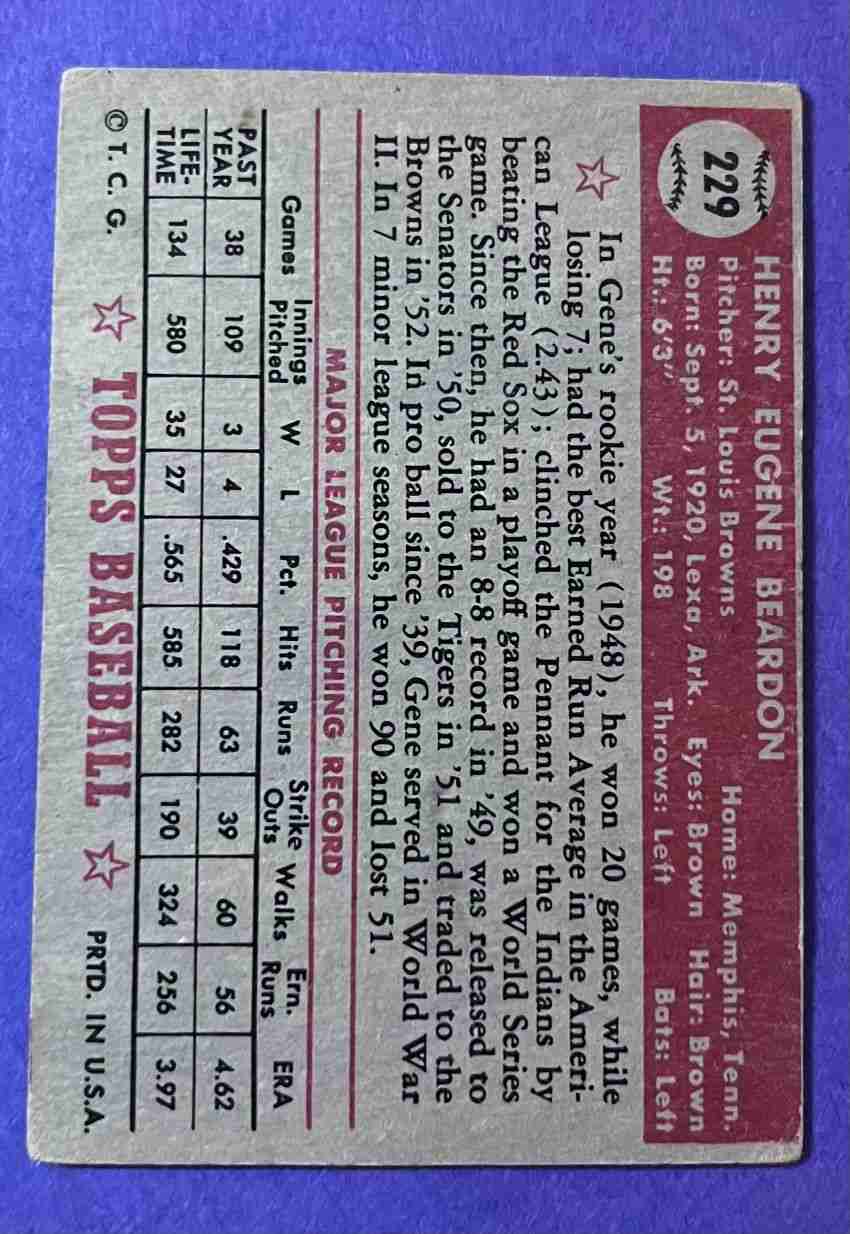 229
HENRY EUGENE BEARDON
Pitcher: St. Louis Browns Home: Memphis, Tenn.
Born: Sept. 5, 1920, Lexa, Ark. Eyes: Brown Hair: Brown
Ht.: 6'3" Wt.: 198 Throws: Left Bats: Left
In Gene's rookie year (1948), he won 20 games, while
losing 7; had the best Earned Run Average in the Ameri-
can League (2.43); clinched the Pennant for the Indians by
beating the Red Sox in a playoff game and won a World Series
game. Since then, he had an 8-8 record in '49, was released to
the Senators in '50, sold to the Tigers in '51 and traded to the
Browns in '52. In pro ball since '39, Gene served in World War
II. In 7 minor league seasons, he won 90 and lost 51.
MAJOR LEAGUE PITCHING RECORD
Games Innings Pitched W L Pct. Hits Runs Strike Outs Walks Ern. Runs ERA
PAST YEAR 38 109 3 4 .429 118 63 39 60 56 4.62
LIFE-TIME 134 580 35 27 .565 585 282 190 324 256 3.97
© T. C. G. TOPPS BASEBALL PRTD. IN U.S.A.